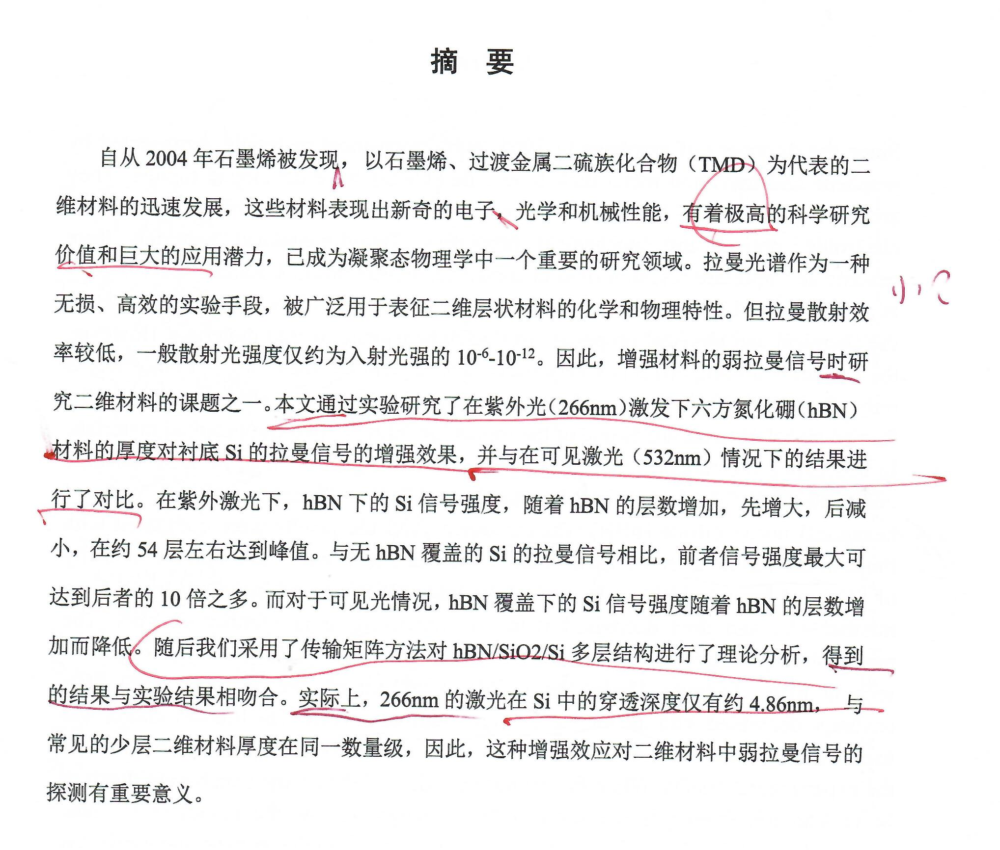 摘 要
自从 2004 年石墨烯被发现， 以石墨烯、过渡金属二硫族化合物（TMD）为代表的二
维材料的迅速发展，这些材料表现出新奇的电子，光学和机械性能，有着极高的科学研究
价值和巨大的应用潜力，己成为凝聚态物理学中一个重要的研究领域。拉曼光谱作为一种
无损、高效的实验手段，被广泛用于表征二维层状材料的化学和物理特性。但拉曼散射效
率较低，一般散射光强度仅约为入射光强的 10-6-10-12。因此，增强材料的弱拉曼信号时研
究二维材料的课题之一。本文通过实验研究了在紫外光（266nm）激发下六方氮化硼（hBN）
材料的厚度对衬底 Si 的拉曼信号的增强效果，并与在可见激光（532nm）情况下的结果进
行了对比。在紫外激光下，hBN 下的 Si 信号强度，随着 hBN 的层数增加，先增大，后减
小，在约 54 层左右达到峰值。与无 hBN 覆盖的 Si 的拉曼信号相比，前者信号强度最大可
达到后者的 10 倍之多。而对于可见光情况，hBN 覆盖下的 Si 信号强度随着 hBN 的层数增
加而降低。随后我们采用了传输矩阵方法对 hBN/SiO2/Si 多层结构进行了理论分析，得到
的结果与实验结果相吻合。实际上，266nm 的激光在 Si 中的穿透深度仅有约 4.86nm， 与
常见的少层二维材料厚度在同一数量级，因此，这种增强效应对二维材料中弱拉曼信号的
探测有重要意义。